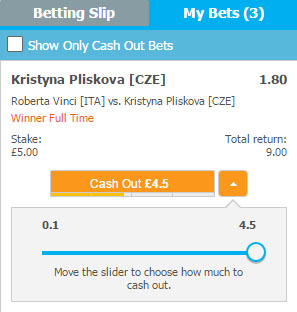 Betting Slip My Bets (3)
Show Only Cash Out Bets
Kristyna Pliskova [CZE] 1.80
Roberta Vinci [ITA] vs. Kristyna Pliskova [CZE]
Winner Full Time
Stake: Total return:
£5.00 9.00
Cash Out £4.5
0.1 4.5
Move the slider to choose how much to
cash out.